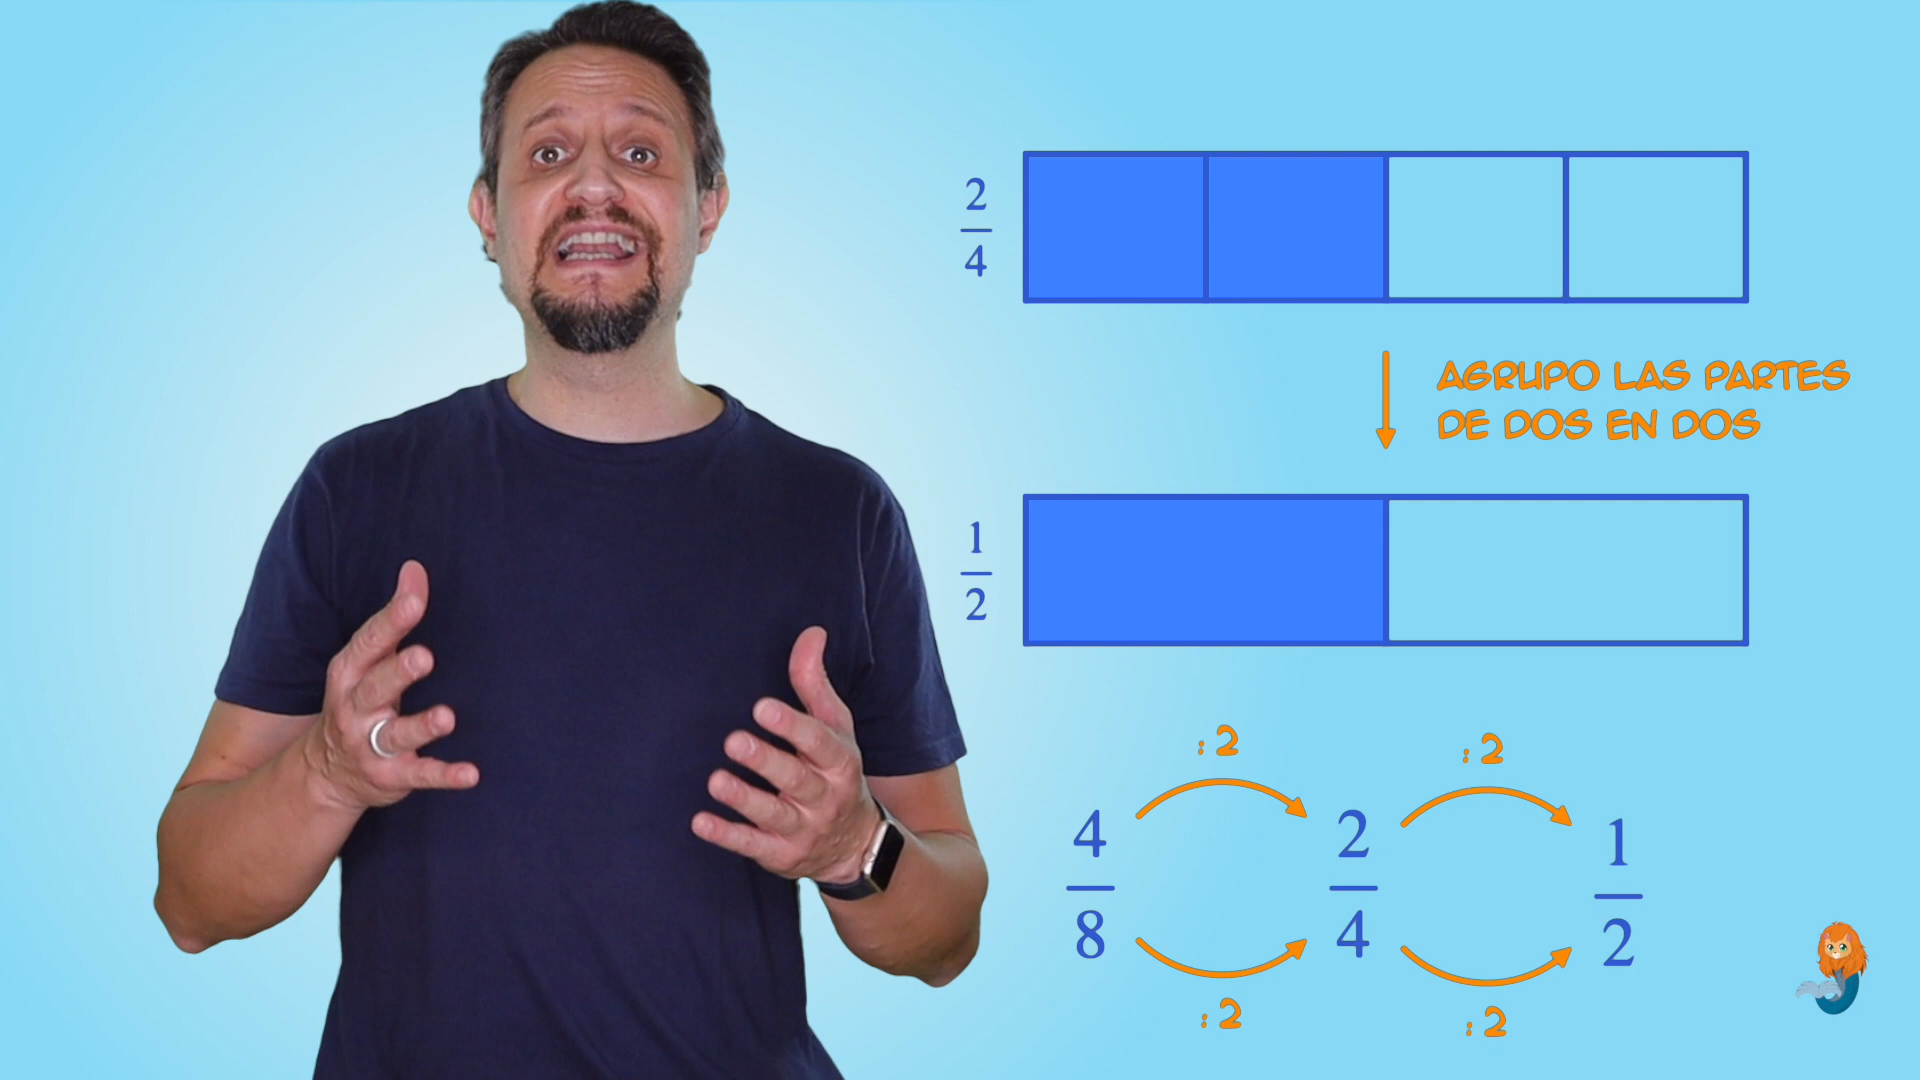 2/4
AGRUPO LAS PARTES
DE DOS EN DOS
1/2
: 2 : 2
4/8 2/4 1/2
: 2 : 2